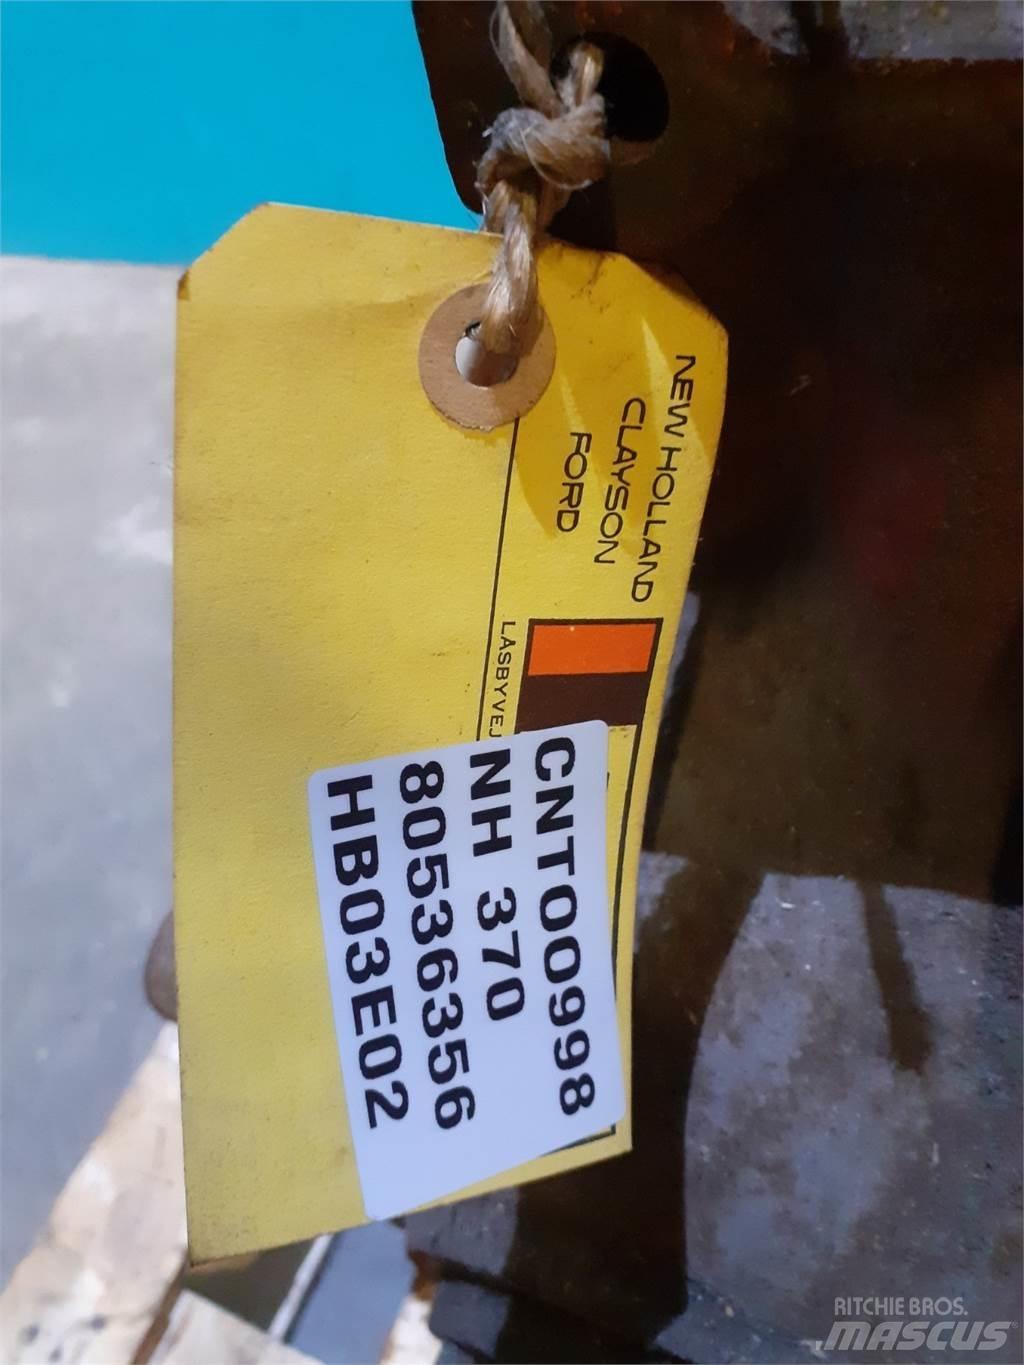 NEW HOLLAND
CLAYSON
FORD
LÅSBYVEJ
CNT00998
NH 370
80536356
HB03E02
RITCHIE BROS.
MASCUS